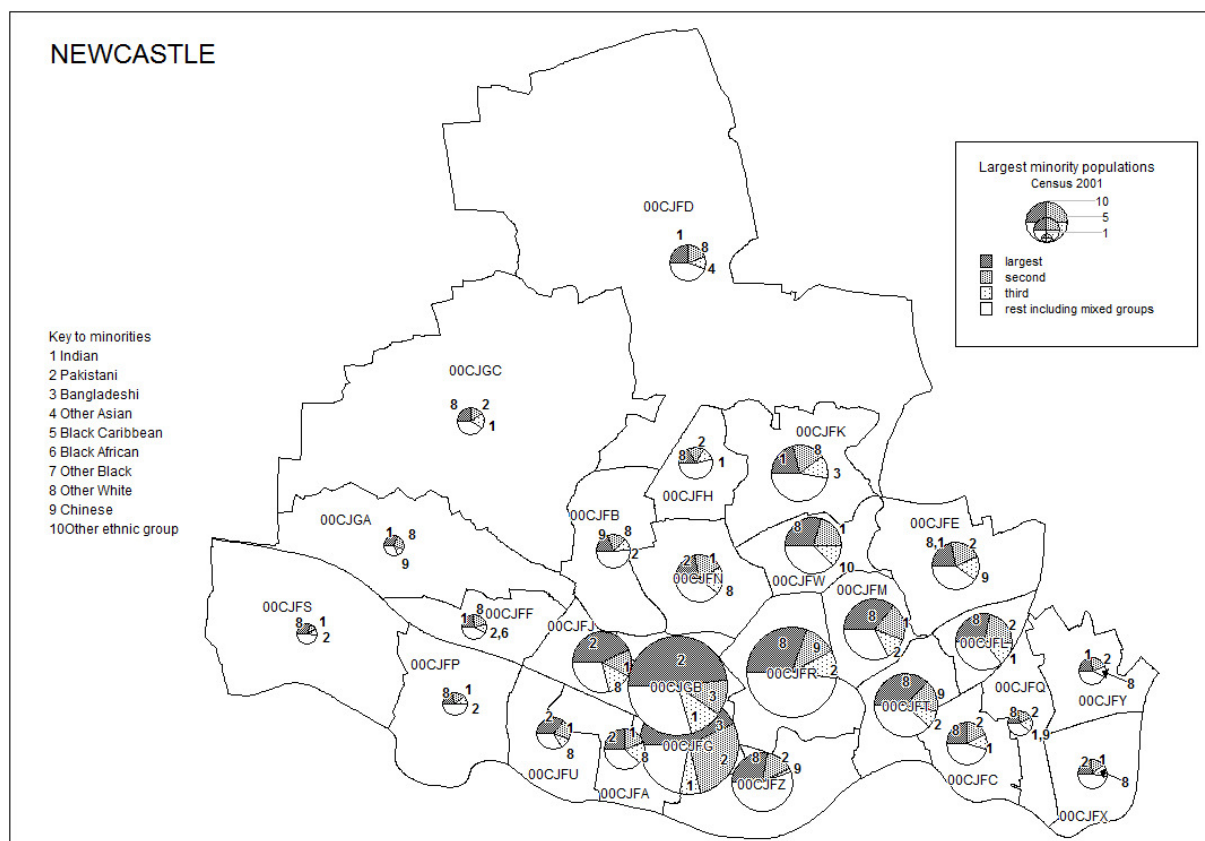 NEWCASTLE
Largest minority populations
Census 2001
10
5
1
largest
second
third
rest including mixed groups
Key to minorities
1 Indian
2 Pakistani
3 Bangladeshi
4 Other Asian
5 Black Caribbean
6 Black African
7 Other Black
8 Other White
9 Chinese
10Other ethnic group
00CJFD
1
8
4
00CJGC
8
2
1
00CJFH
8
2
1
00CJFK
1
8
3
00CJGA
1
8
9
00CJFB
9
8
2
00CJFN
2
1
8
00CJFW
8
1
10
00CJFE
8,1
2
9
00CJFS
8
1
2
00CJFF
1
8
2,6
00CJFJ
2
1
8
00CJFM
8
1
2
00CJFL
8
2
1
00CJFP
8
1
2
00CJGB
2
3
1
00CJFR
8
9
2
00CJFT
8
9
2
00CJFQ
8
2
1,9
00CJFY
1
2
8
00CJFU
2
1
8
00CJFA
2
1
8
00CJFG
3
2
1
00CJFZ
8
2
9
00CJFC
8
2
1
00CJFX
2
1
8